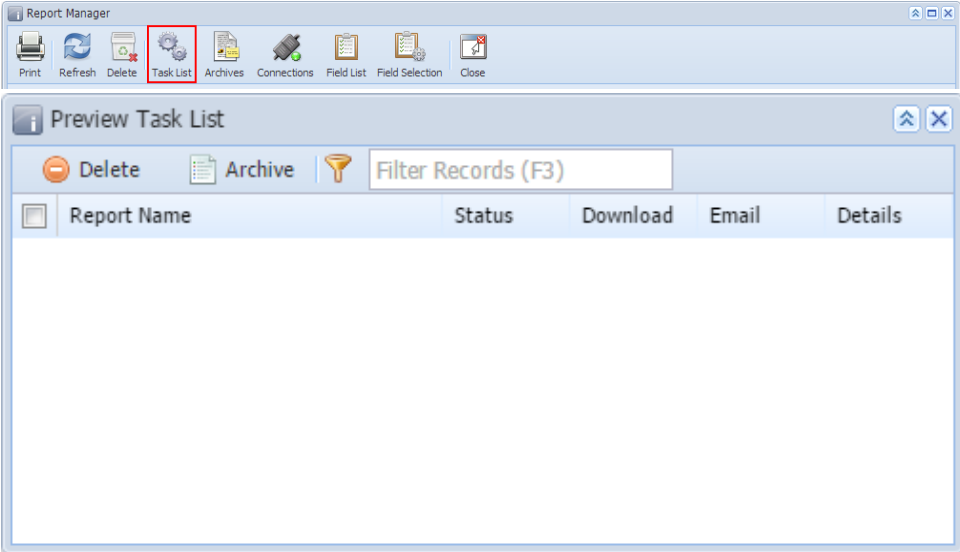 Report Manager
Print Refresh Delete Task List Archives Connections Field List Field Selection Close
Preview Task List
Delete Archive Filter Records (F3)
Report Name Status Download Email Details